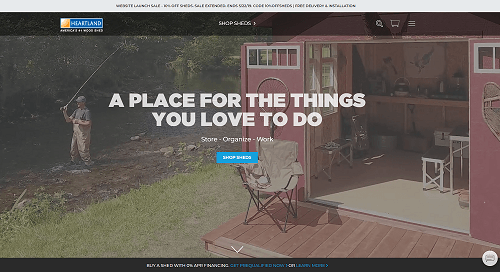 WEBSITE LAUNCH SALE - 10% OFF SHEDS. SALE EXTENDED. ENDS 5/22/19. CODE:10%OFFSHEDS | FREE DELIVERY & INSTALLATION
HEARTLAND
AMERICA'S #1 WOOD SHED
SHOP SHEDS >
A PLACE FOR THE THINGS
YOU LOVE TO DO
Store - Organize - Work
SHOP SHEDS
BUY A SHED WITH 0% APR FINANCING. GET PREQUALIFIED NOW > OR LEARN MORE >